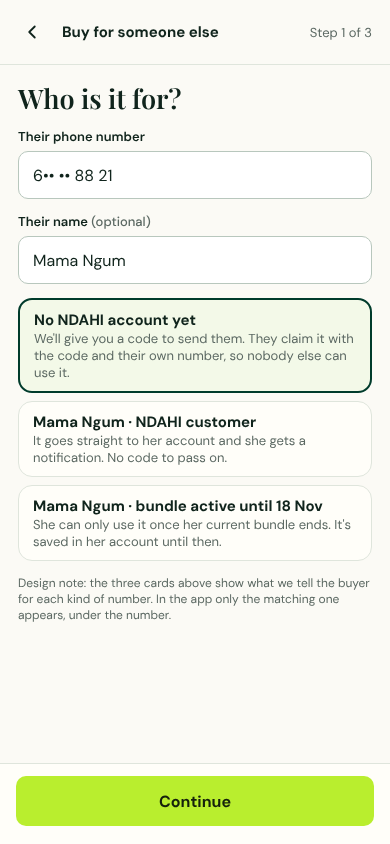 Buy for someone else
Step 1 of 3
Who is it for?
Their phone number
6•• •• 88 21
Their name (optional)
Mama Ngum
No NDAHI account yet
We'll give you a code to send them. They claim it with
the code and their own number, so nobody else can
use it.
Mama Ngum · NDAHI customer
It goes straight to her account and she gets a
notification. No code to pass on.
Mama Ngum · bundle active until 18 Nov
She can only use it once her current bundle ends. It's
saved in her account until then.
Design note: the three cards above show what we tell the buyer
for each kind of number. In the app only the matching one
appears, under the number.
Continue